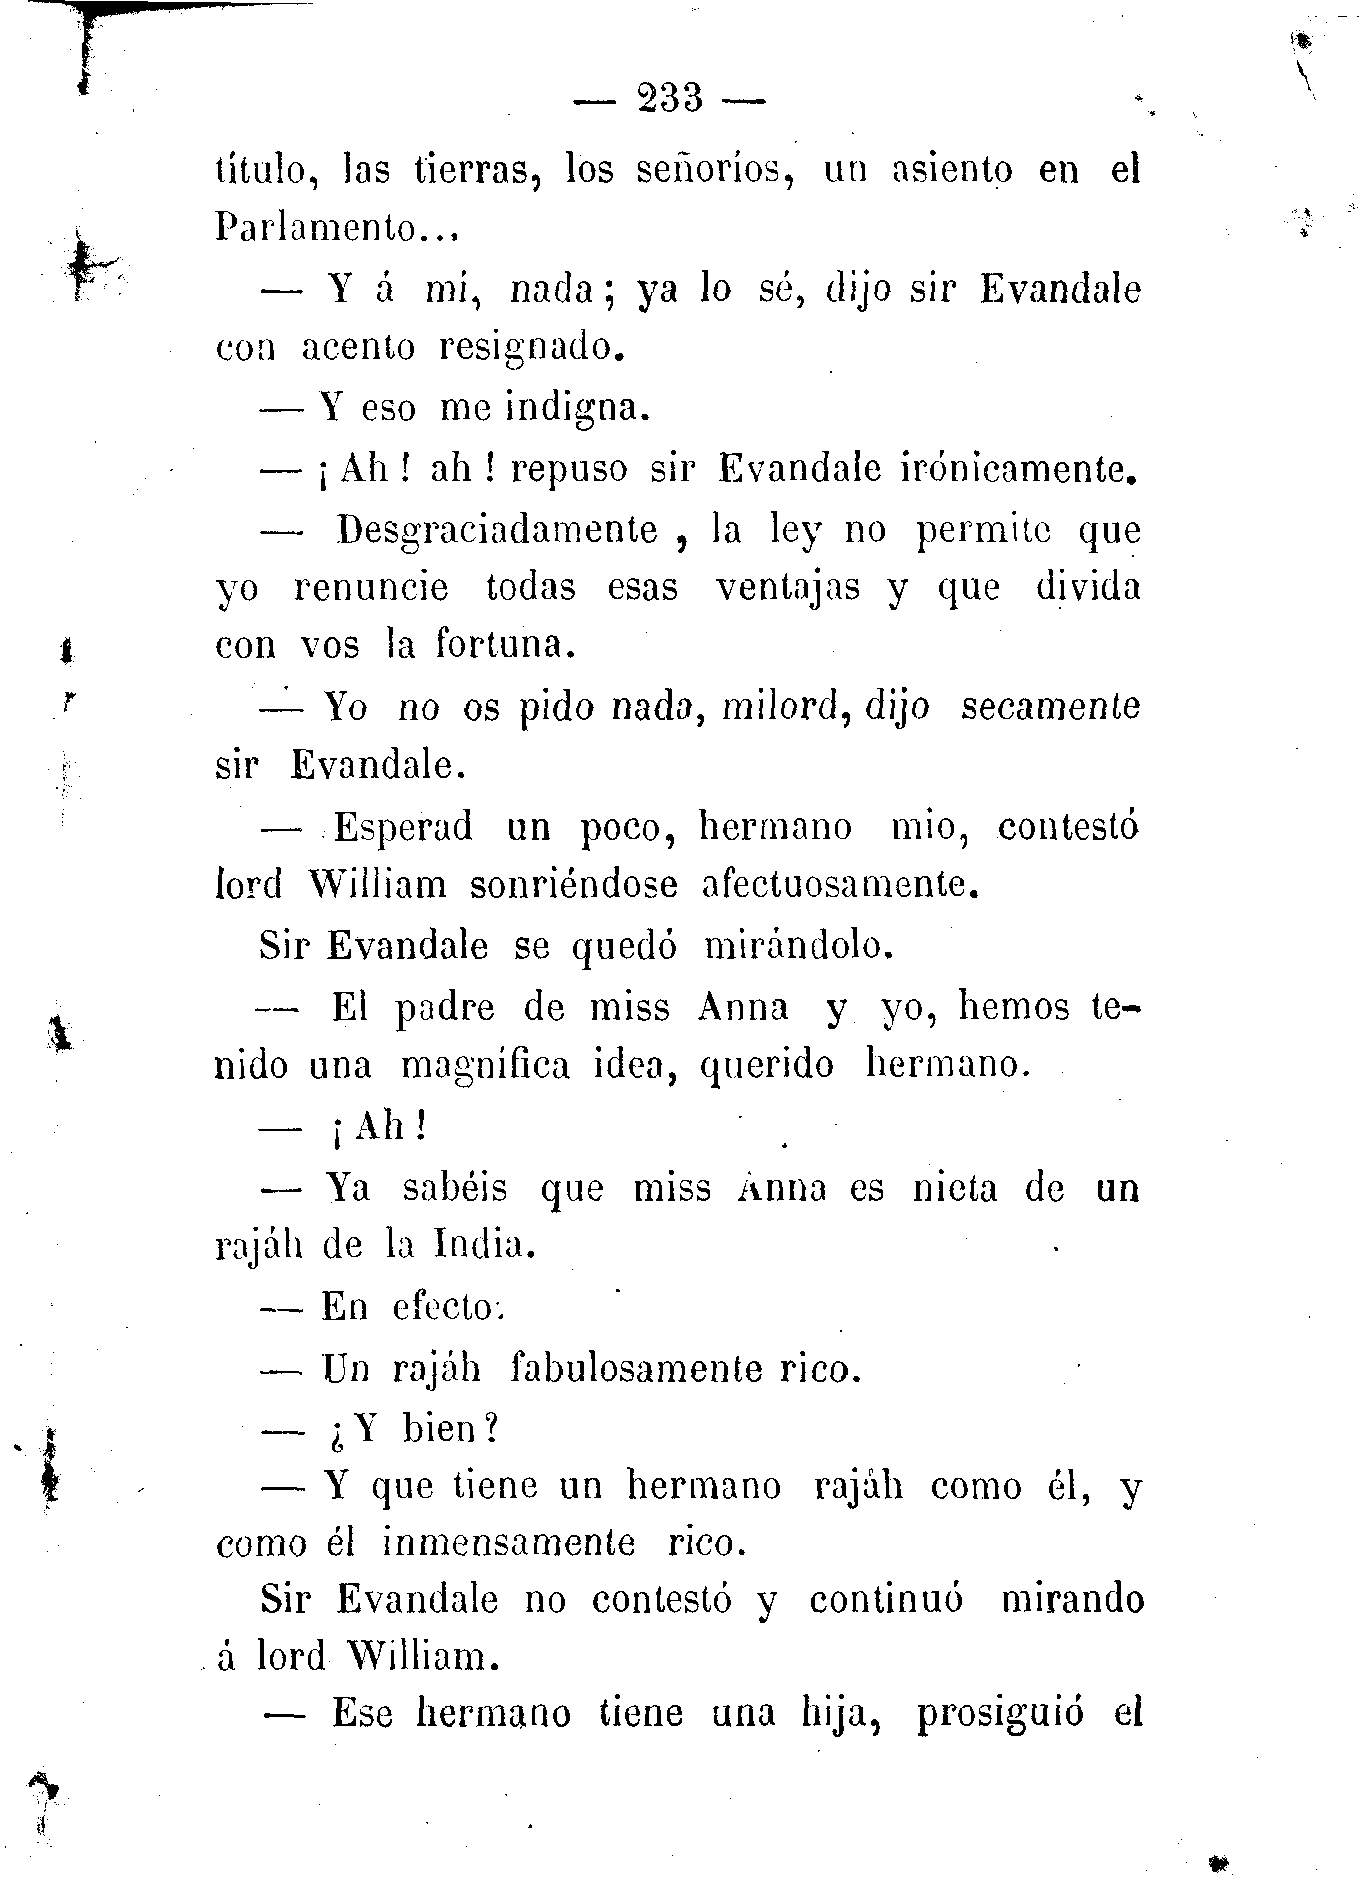 — 233 —
título, las tierras, los señoríos, un asiento en el
Parlamento...
— Y á mí, nada; ya lo sé, dijo sir Evandale
con acento resignado.
— Y eso me indigna.
— ¡Ah! ah! repuso sir Evandale irónicamente.
— Desgraciadamente, la ley no permite que
yo renuncie todas esas ventajas y que divida
con vos la fortuna.
— Yo no os pido nada, milord, dijo secamente
sir Evandale.
— Esperad un poco, hermano mio, contestó
lord William sonriéndose afectuosamente.
Sir Evandale se quedó mirándolo.
— El padre de miss Anna y yo, hemos te-
nido una magnífica idea, querido hermano.
— ¡Ah!
— Ya sabéis que miss Anna es nieta de un
rajáh de la India.
— En efecto.
— Un rajáh fabulosamente rico.
— ¿Y bien?
— Y que tiene un hermano rajáh como él, y
como él inmensamente rico.
Sir Evandale no contestó y continuó mirando
á lord William.
— Ese hermano tiene una hija, prosiguió el